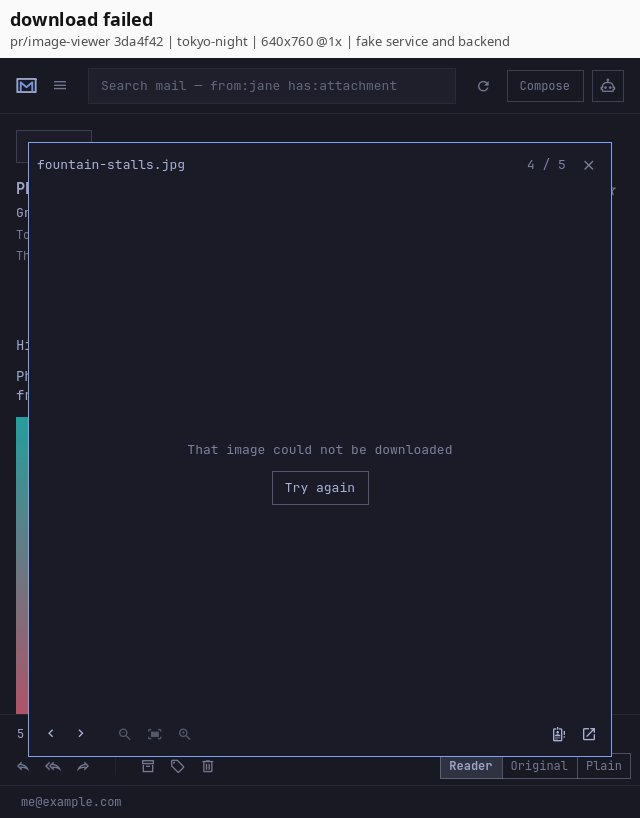 download failed
pr/image-viewer 3da4f42 | tokyo-night | 640x760 @1x | fake service and backend
Search mail — from:jane has:attachment
Compose
fountain-stalls.jpg
4 / 5
Hi
That image could not be downloaded
Try again
5
Reader
Original
Plain
me@example.com